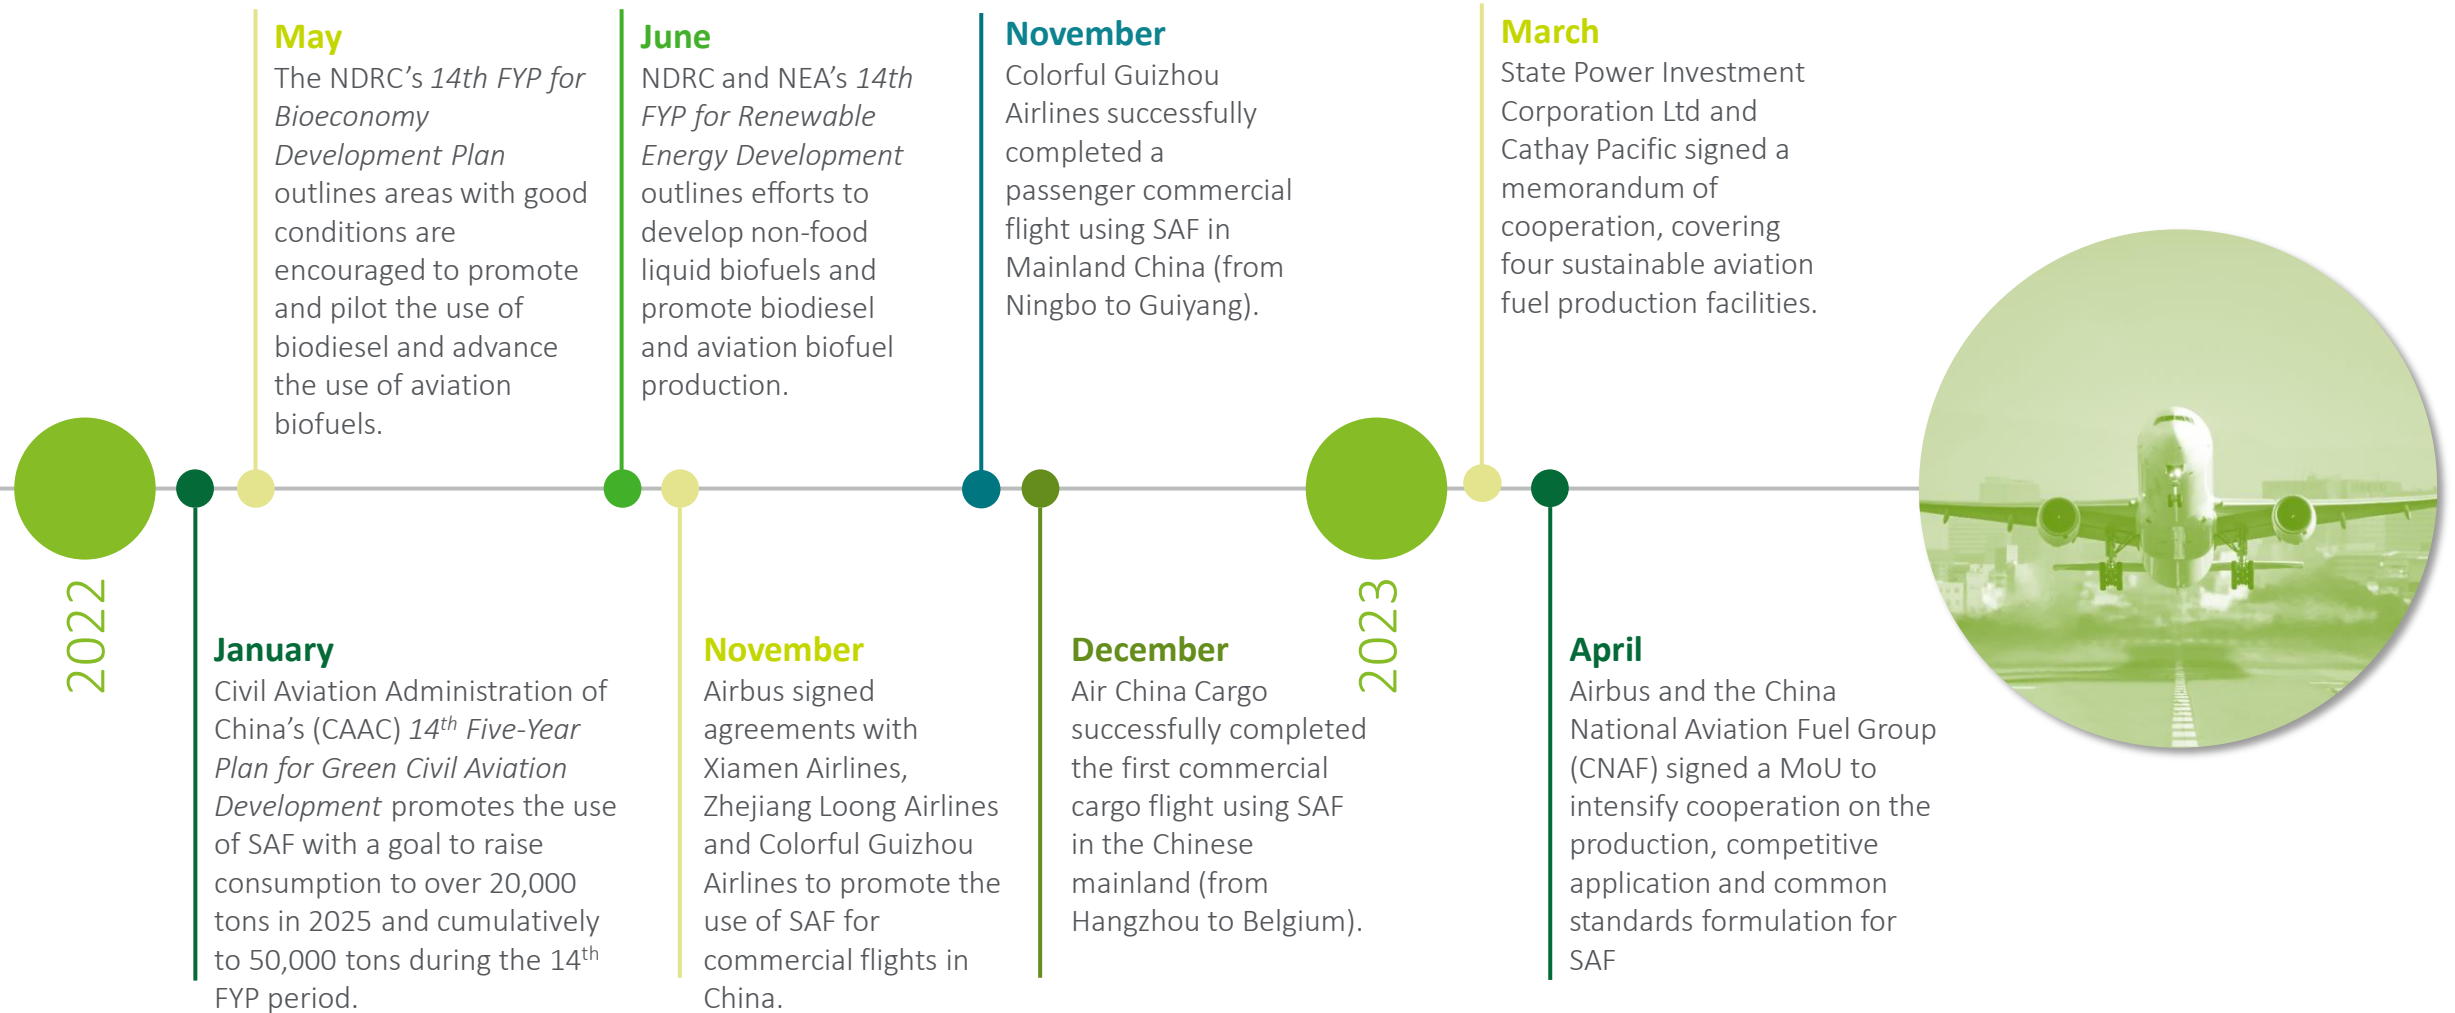 May
The NDRC’s 14th FYP for
Bioeconomy
Development Plan
outlines areas with good
conditions are
encouraged to promote
and pilot the use of
biodiesel and advance
the use of aviation
biofuels.
June
NDRC and NEA’s 14th
FYP for Renewable
Energy Development
outlines efforts to
develop non-food
liquid biofuels and
promote biodiesel
and aviation biofuel
production.
November
Colorful Guizhou
Airlines successfully
completed a
passenger commercial
flight using SAF in
Mainland China (from
Ningbo to Guiyang).
March
State Power Investment
Corporation Ltd and
Cathay Pacific signed a
memorandum of
cooperation, covering
four sustainable aviation
fuel production facilities.
2022
January
Civil Aviation Administration of
China’s (CAAC) 14th Five-Year
Plan for Green Civil Aviation
Development promotes the use
of SAF with a goal to raise
consumption to over 20,000
tons in 2025 and cumulatively
to 50,000 tons during the 14th
FYP period.
November
Airbus signed
agreements with
Xiamen Airlines,
Zhejiang Loong Airlines
and Colorful Guizhou
Airlines to promote the
use of SAF for
commercial flights in
China.
December
Air China Cargo
successfully completed
the first commercial
cargo flight using SAF
in the Chinese
mainland (from
Hangzhou to Belgium).
2023
April
Airbus and the China
National Aviation Fuel Group
(CNAF) signed a MoU to
intensify cooperation on the
production, competitive
application and common
standards formulation for
SAF